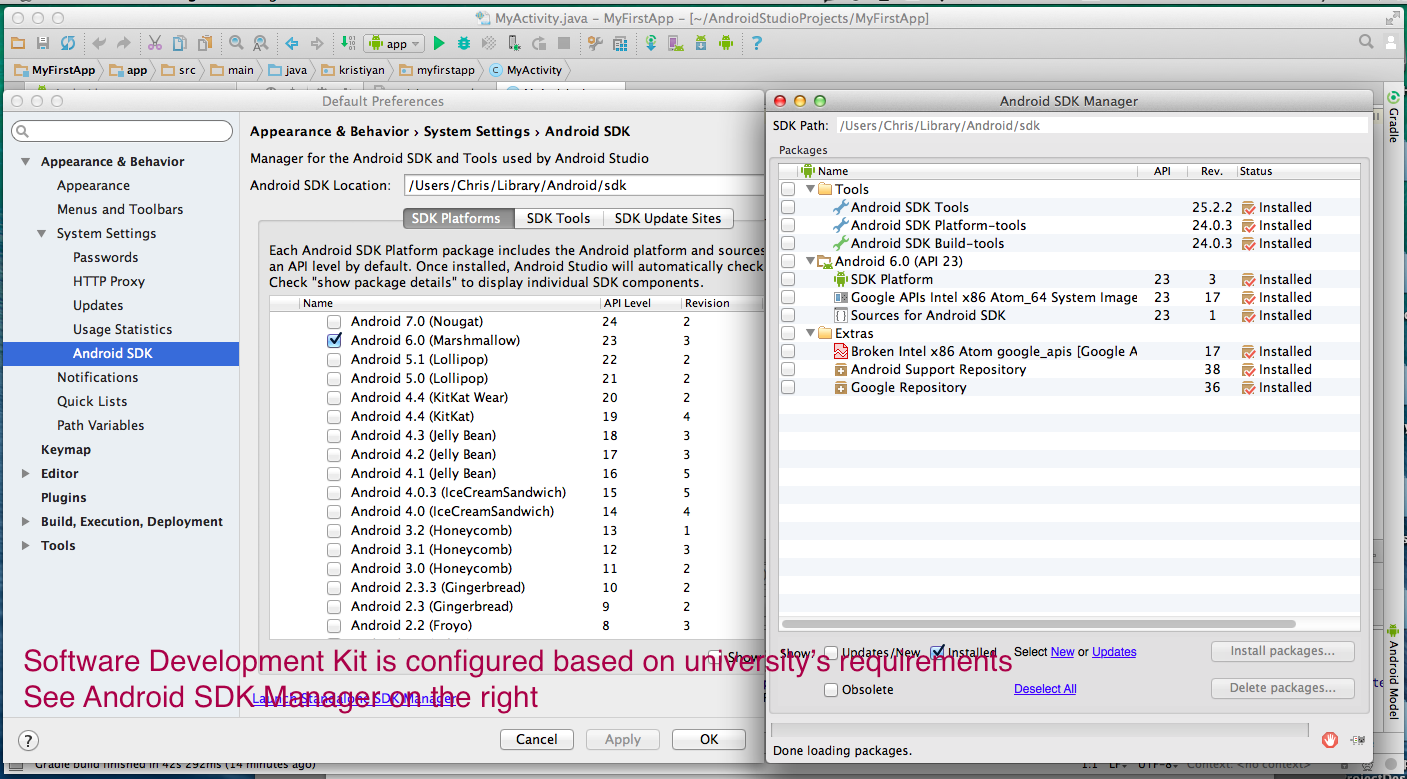 MyActivity.java – MyFirstApp – [~/AndroidStudioProjects/MyFirstApp]
app
?
MyFirstApp app src main java kristiyan myfirstapp MyActivity
Default Preferences
Appearance & Behavior
Appearance
Menus and Toolbars
System Settings
Passwords
HTTP Proxy
Updates
Usage Statistics
Android SDK
Notifications
Quick Lists
Path Variables
Keymap
Editor
Plugins
Build, Execution, Deployment
Tools
Appearance & Behavior › System Settings › Android SDK
Manager for the Android SDK and Tools used by Android Studio
Android SDK Location: /Users/Chris/Library/Android/sdk
SDK Platforms SDK Tools SDK Update Sites
Each Android SDK Platform package includes the Android platform and sources
an API level by default. Once installed, Android Studio will automatically check
Check "show package details" to display individual SDK components.
Name API Level Revision
Android 7.0 (Nougat) 24 2
Android 6.0 (Marshmallow) 23 3
Android 5.1 (Lollipop) 22 2
Android 5.0 (Lollipop) 21 2
Android 4.4 (KitKat Wear) 20 2
Android 4.4 (KitKat) 19 4
Android 4.3 (Jelly Bean) 18 3
Android 4.2 (Jelly Bean) 17 3
Android 4.1 (Jelly Bean) 16 5
Android 4.0.3 (IceCreamSandwich) 15 5
Android 4.0 (IceCreamSandwich) 14 4
Android 3.2 (Honeycomb) 13 1
Android 3.1 (Honeycomb) 12 3
Android 3.0 (Honeycomb) 11 2
Android 2.3.3 (Gingerbread) 10 2
Android 2.3 (Gingerbread) 9 2
Android 2.2 (Froyo) 8 3
Show
Launch Standalone SDK Manager
? Cancel Apply OK
Android SDK Manager
SDK Path: /Users/Chris/Library/Android/sdk
Packages
Name API Rev. Status
Tools
Android SDK Tools 25.2.2 Installed
Android SDK Platform-tools 24.0.3 Installed
Android SDK Build-tools 24.0.3 Installed
Android 6.0 (API 23)
SDK Platform 23 3 Installed
Google APIs Intel x86 Atom_64 System Image 23 17 Installed
Sources for Android SDK 23 1 Installed
Extras
Broken Intel x86 Atom google_apis [Google A 17 Installed
Android Support Repository 38 Installed
Google Repository 36 Installed
Show: Updates/New Installed Select New or Updates Install packages...
Obsolete Deselect All Delete packages...
Done loading packages.
Gradle
Android Model
Software Development Kit is configured based on university's requirements
See Android SDK Manager on the right
Gradle build finished in 42s 292ms (14 minutes ago) 1:1 LF÷ UTF-8÷ Context: <no context>